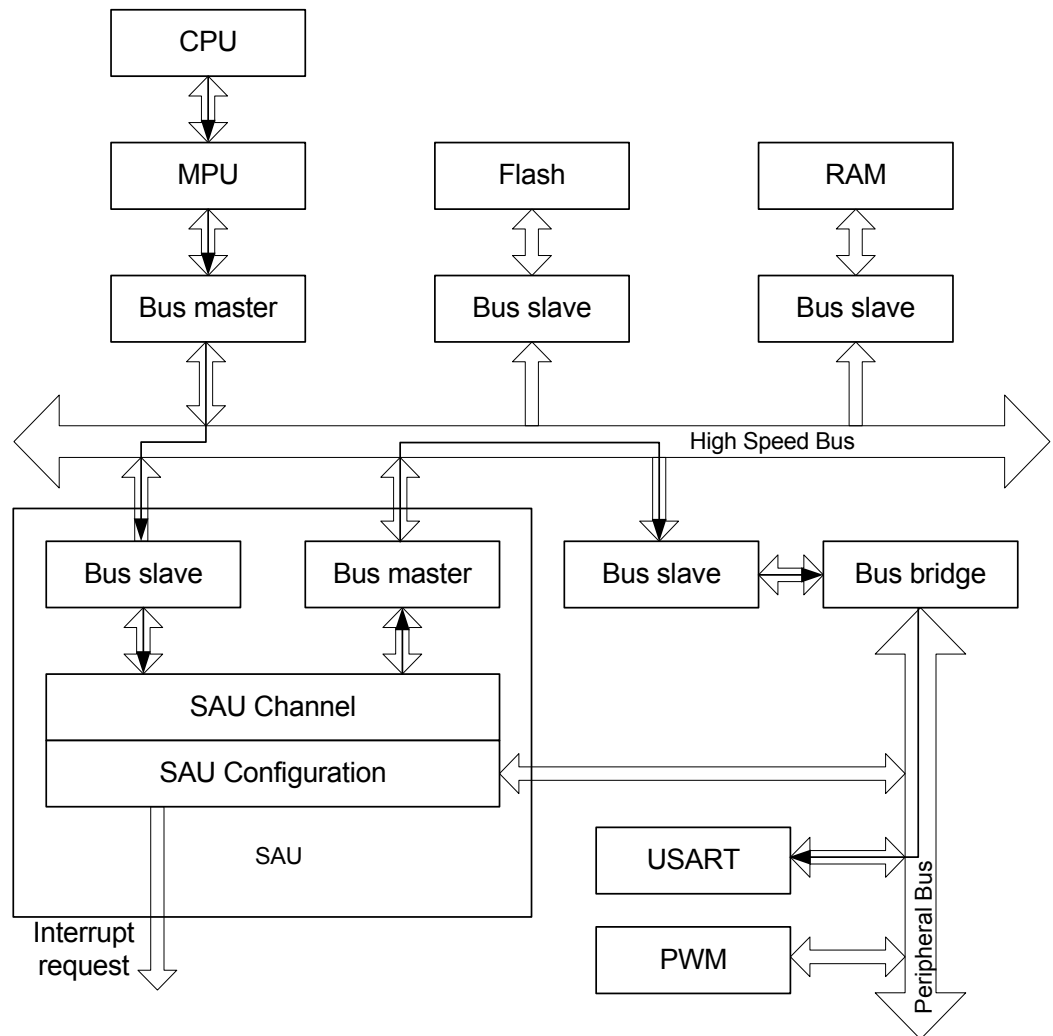 CPU
MPU
Flash
RAM
Bus master
Bus slave
Bus slave
High Speed Bus
Bus slave
Bus master
Bus slave
Bus bridge
SAU Channel
SAU Configuration
SAU
USART
PWM
Peripheral Bus
Interrupt
request